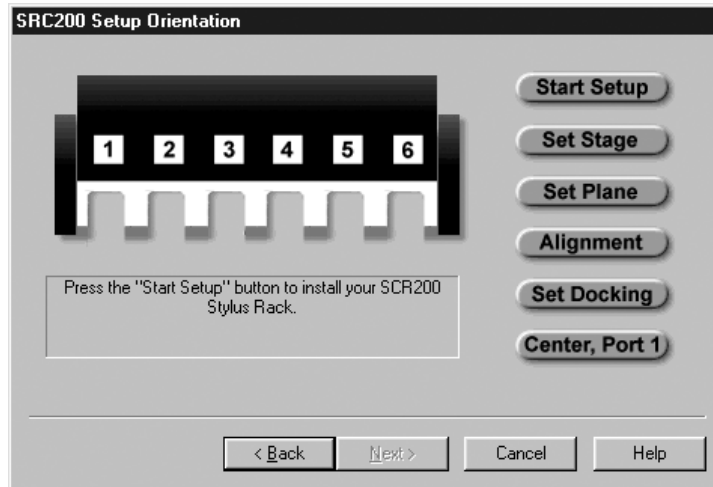 SRC200 Setup Orientation
1 2 3 4 5 6
Start Setup
Set Stage
Set Plane
Alignment
Set Docking
Center, Port 1
Press the "Start Setup" button to install your SCR200
Stylus Rack.
< Back
Next >
Cancel
Help